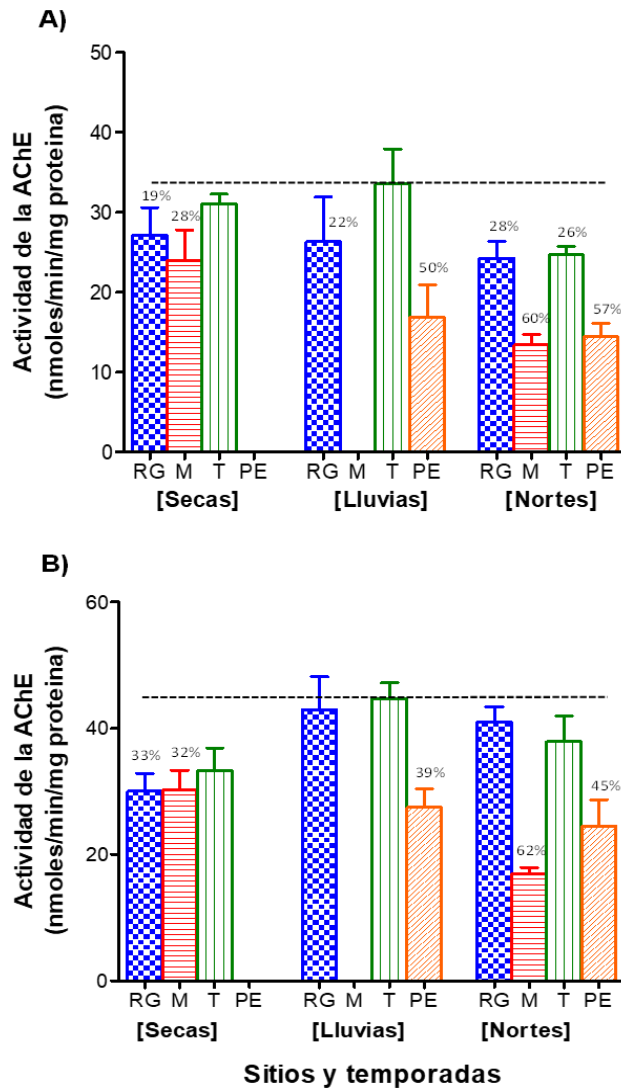 A)
Actividad de la AChE
(nmoles/min/mg proteina)
50
40
30
20
10
0
19%
28%
22%
50%
28%
60%
26%
57%
RG M T PE RG M T PE RG M T PE
[Secas] [Lluvias] [Nortes]
B)
Actividad de la AChE
(nmoles/min/mg proteina)
60
40
20
0
33%
32%
39%
62%
45%
RG M T PE RG M T PE RG M T PE
[Secas] [Lluvias] [Nortes]
Sitios y temporadas